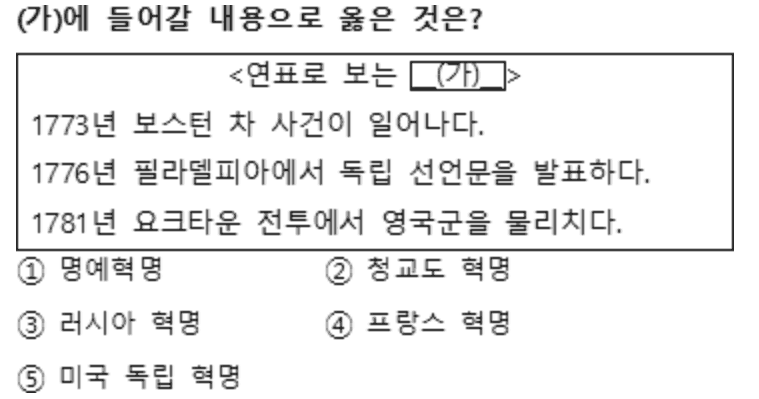 (가)에 들어갈 내용으로 옳은 것은?
<연표로 보는 (가)>
1773년 보스턴 차 사건이 일어나다.
1776년 필라델피아에서 독립 선언문을 발표하다.
1781년 요크타운 전투에서 영국군을 물리치다.
① 명예혁명 ② 청교도 혁명
③ 러시아 혁명 ④ 프랑스 혁명
⑤ 미국 독립 혁명